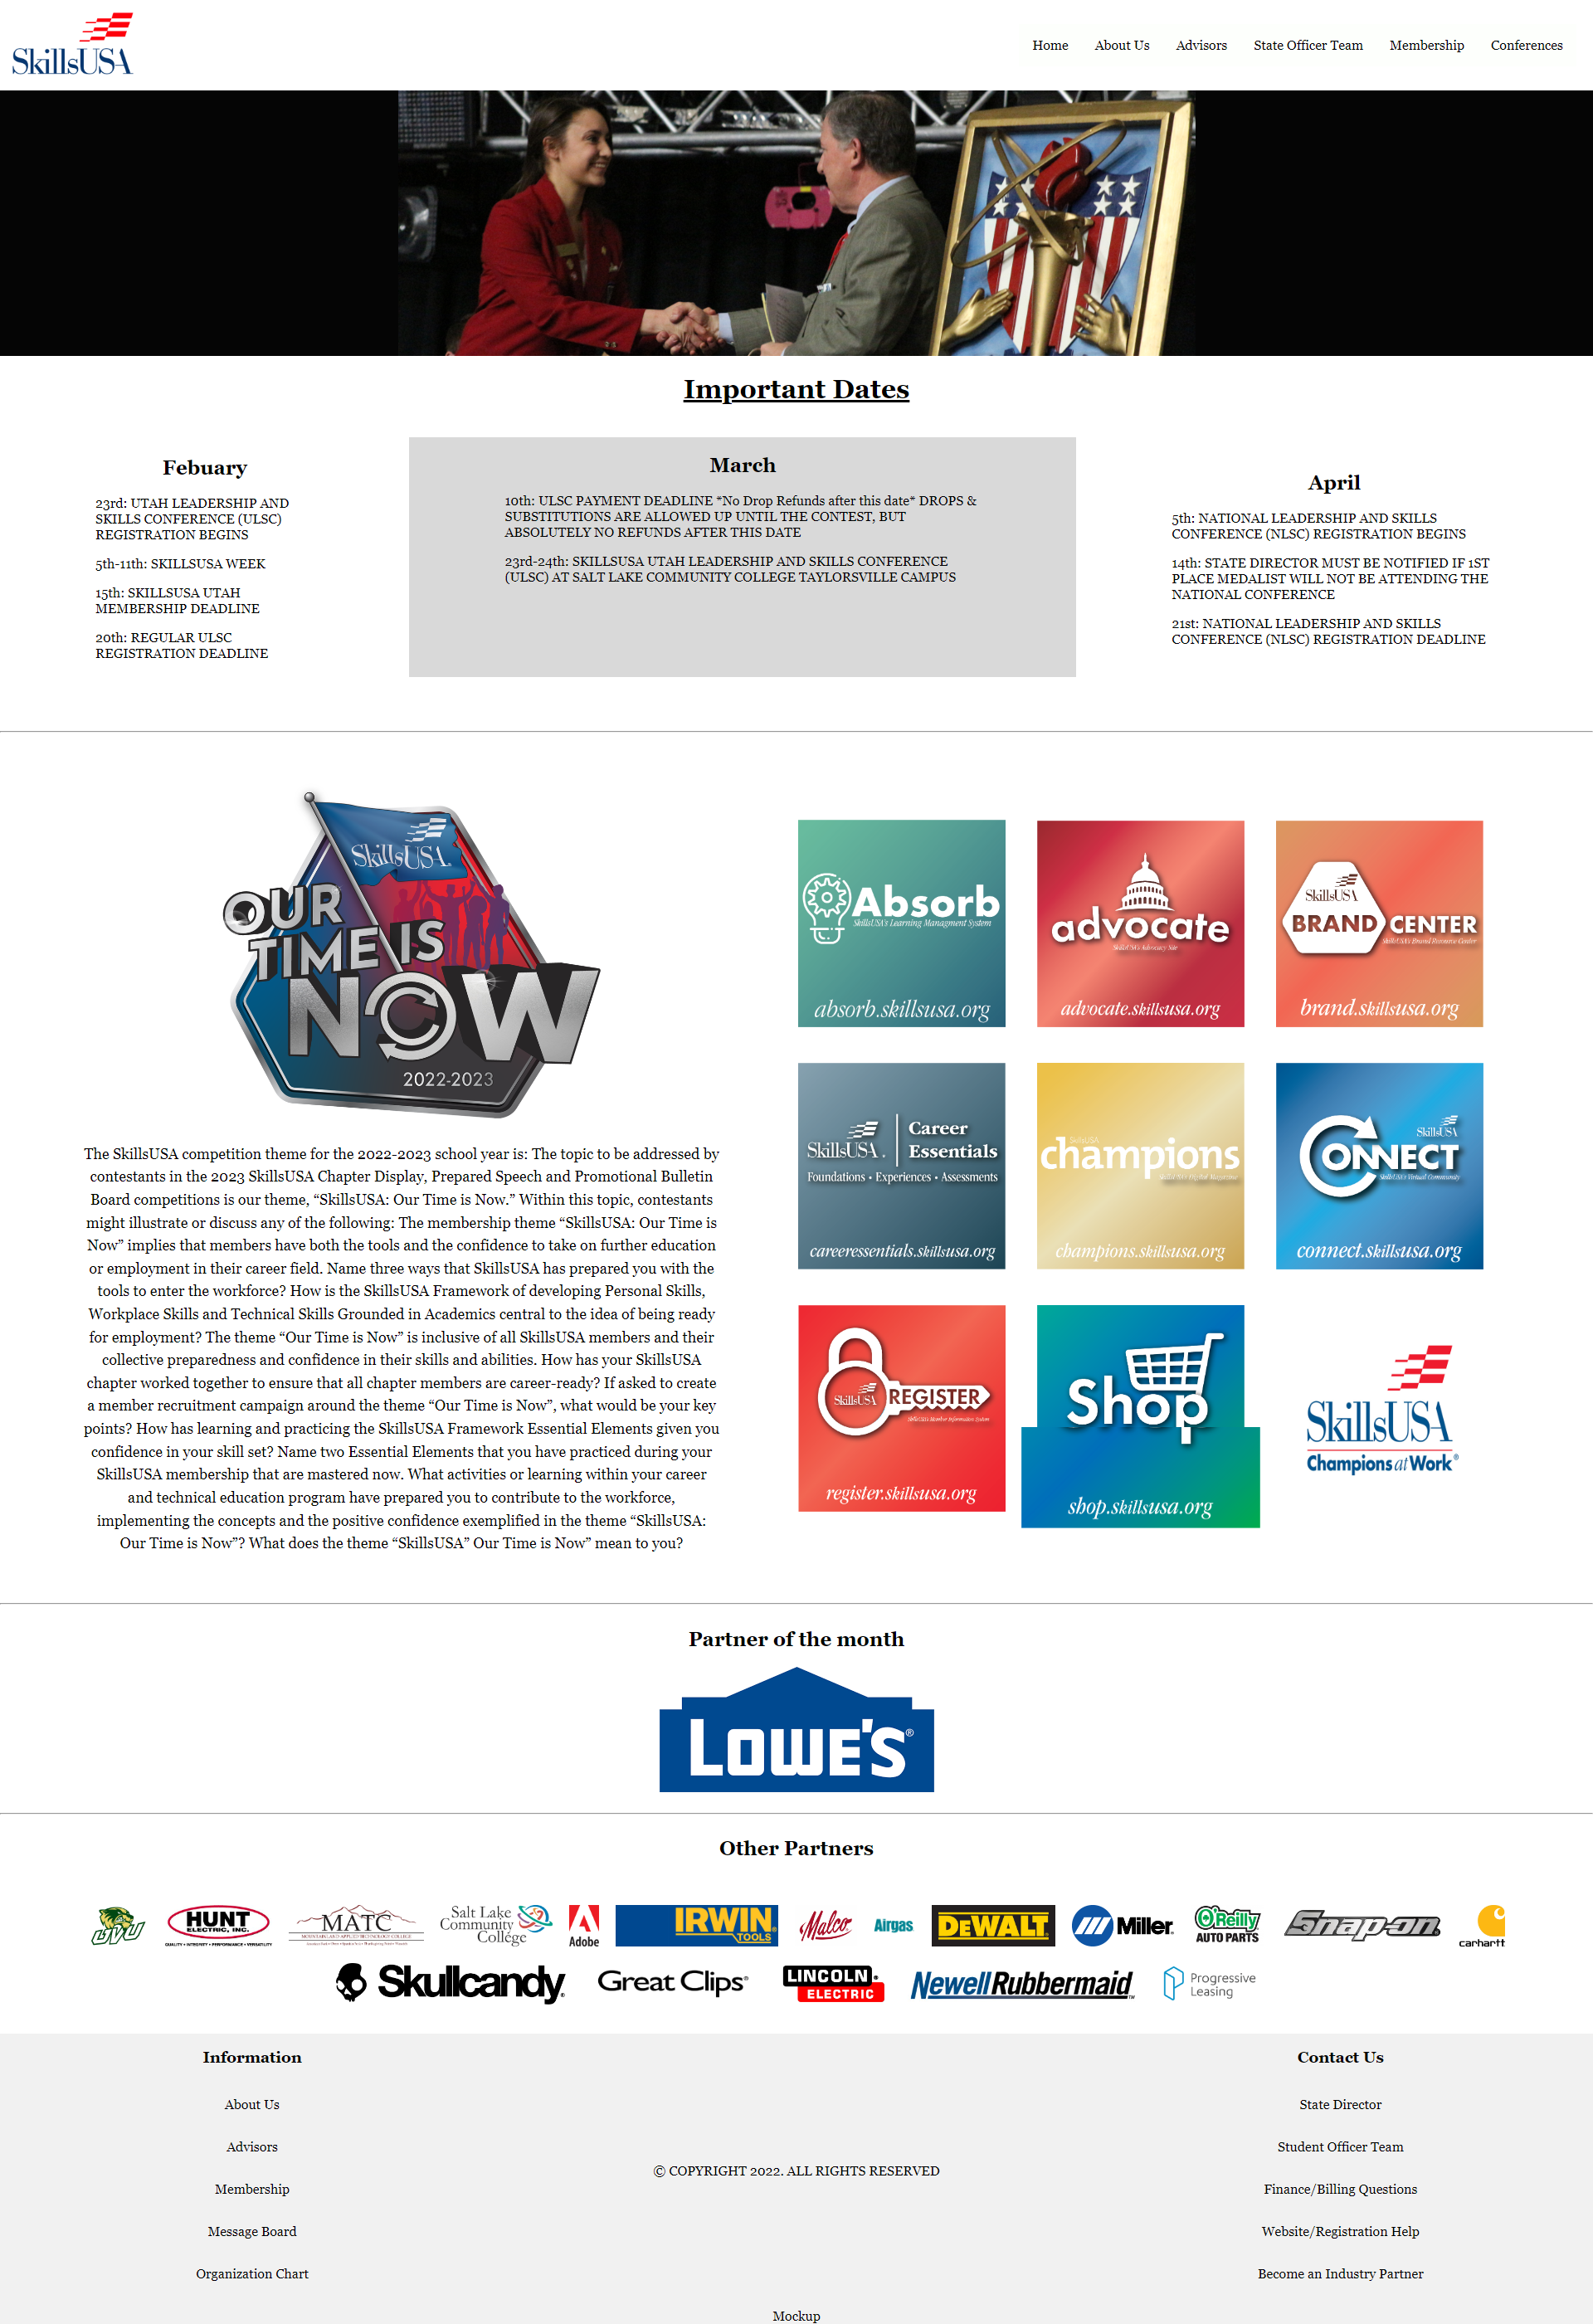 SkillsUSA
Home
About Us
Advisors
State Officer Team
Membership
Conferences
Important Dates
Febuary
23rd: UTAH LEADERSHIP AND
SKILLS CONFERENCE (ULSC)
REGISTRATION BEGINS
5th-11th: SKILLSUSA WEEK
15th: SKILLSUSA UTAH
MEMBERSHIP DEADLINE
20th: REGULAR ULSC
REGISTRATION DEADLINE
March
10th: ULSC PAYMENT DEADLINE *No Drop Refunds after this date* DROPS &
SUBSTITUTIONS ARE ALLOWED UP UNTIL THE CONTEST, BUT
ABSOLUTELY NO REFUNDS AFTER THIS DATE
23rd-24th: SKILLSUSA UTAH LEADERSHIP AND SKILLS CONFERENCE
(ULSC) AT SALT LAKE COMMUNITY COLLEGE TAYLORSVILLE CAMPUS
April
5th: NATIONAL LEADERSHIP AND SKILLS
CONFERENCE (NLSC) REGISTRATION BEGINS
14th: STATE DIRECTOR MUST BE NOTIFIED IF 1ST
PLACE MEDALIST WILL NOT BE ATTENDING THE
NATIONAL CONFERENCE
21st: NATIONAL LEADERSHIP AND SKILLS
CONFERENCE (NLSC) REGISTRATION DEADLINE
SkillsUSA
OUR
TIME IS
NOW
2022-2023
The SkillsUSA competition theme for the 2022-2023 school year is: The topic to be addressed by
contestants in the 2023 SkillsUSA Chapter Display, Prepared Speech and Promotional Bulletin
Board competitions is our theme, “SkillsUSA: Our Time is Now.” Within this topic, contestants
might illustrate or discuss any of the following: The membership theme “SkillsUSA: Our Time is
Now” implies that members have both the tools and the confidence to take on further education
or employment in their career field. Name three ways that SkillsUSA has prepared you with the
tools to enter the workforce? How is the SkillsUSA Framework of developing Personal Skills,
Workplace Skills and Technical Skills Grounded in Academics central to the idea of being ready
for employment? The theme “Our Time is Now” is inclusive of all SkillsUSA members and their
collective preparedness and confidence in their skills and abilities. How has your SkillsUSA
chapter worked together to ensure that all chapter members are career-ready? If asked to create
a member recruitment campaign around the theme “Our Time is Now”, what would be your key
points? How has learning and practicing the SkillsUSA Framework Essential Elements given you
confidence in your skill set? Name two Essential Elements that you have practiced during your
SkillsUSA membership that are mastered now. What activities or learning within your career
and technical education program have prepared you to contribute to the workforce,
implementing the concepts and the positive confidence exemplified in the theme “SkillsUSA:
Our Time is Now”? What does the theme “SkillsUSA” Our Time is Now” mean to you?
Absorb
SkillsUSA's Learning Managment System
absorb.skillsusa.org
advocate
SkillsUSA's Advocacy Site
advocate.skillsusa.org
SkillsUSA
BRAND CENTER
SkillsUSA's Brand Resource Center
brand.skillsusa.org
SkillsUSA.
Career
Essentials
Foundations • Experiences • Assessments
careeressentials.skillsusa.org
SkillsUSA
champions
SkillsUSA's Digital Magazine
champions.skillsusa.org
SkillsUSA
CONNECT
SkillsUSA's Virtual Community
connect.skillsusa.org
SkillsUSA
REGISTER
SkillsUSA Member Information System
register.skillsusa.org
Shop
shop.skillsusa.org
SkillsUSA
Champions at Work®
Partner of the month
LOWE'S®
Other Partners
UVU
HUNT
ELECTRIC, INC.
QUALITY • INTEGRITY • PERFORMANCE • VERSATILITY
MATC
MOUNTAINLAND APPLIED TECHNOLOGY COLLEGE
Salt Lake
Community
College
Adobe
IRWIN
TOOLS
Malco
Airgas
DEWALT
Miller
O'Reilly
AUTO PARTS
Snap-on
carhartt
Skullcandy
Great Clips®
LINCOLN
ELECTRIC
NewellRubbermaid™
Progressive
Leasing
Information
About Us
Advisors
Membership
Message Board
Organization Chart
© COPYRIGHT 2022. ALL RIGHTS RESERVED
Mockup
Contact Us
State Director
Student Officer Team
Finance/Billing Questions
Website/Registration Help
Become an Industry Partner